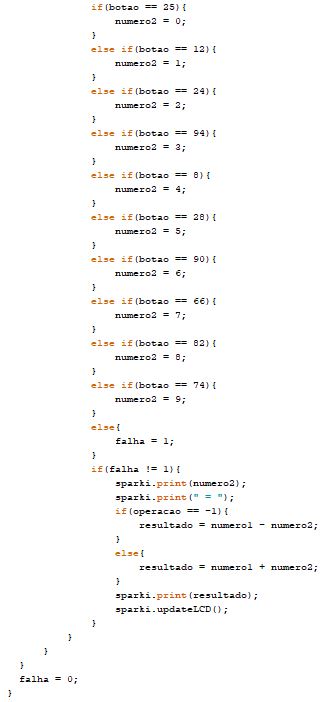 if(botao == 25){
numero2 = 0;
}
else if(botao == 12){
numero2 = 1;
}
else if(botao == 24){
numero2 = 2;
}
else if(botao == 94){
numero2 = 3;
}
else if(botao == 8){
numero2 = 4;
}
else if(botao == 28){
numero2 = 5;
}
else if(botao == 90){
numero2 = 6;
}
else if(botao == 66){
numero2 = 7;
}
else if(botao == 82){
numero2 = 8;
}
else if(botao == 74){
numero2 = 9;
}
else{
falha = 1;
}
if(falha != 1){
sparki.print(numero2);
sparki.print(" = ");
if(operacao == -1){
resultado = numero1 - numero2;
}
else{
resultado = numero1 + numero2;
}
sparki.print(resultado);
sparki.updateLCD();
}
}
}
}
falha = 0;
}